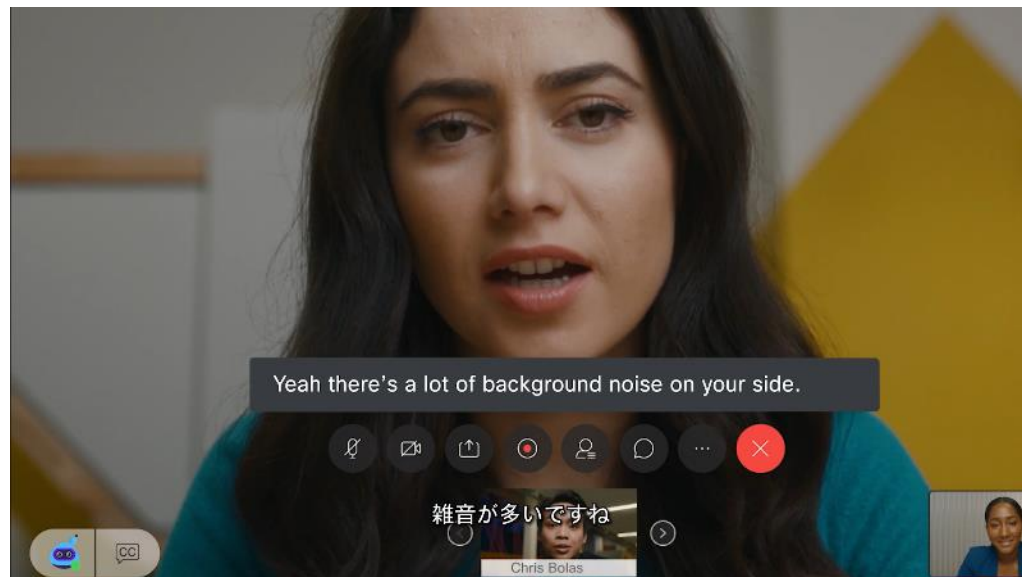 Yeah there's a lot of background noise on your side.
雑音が多いですね
Chris Bolas
CC